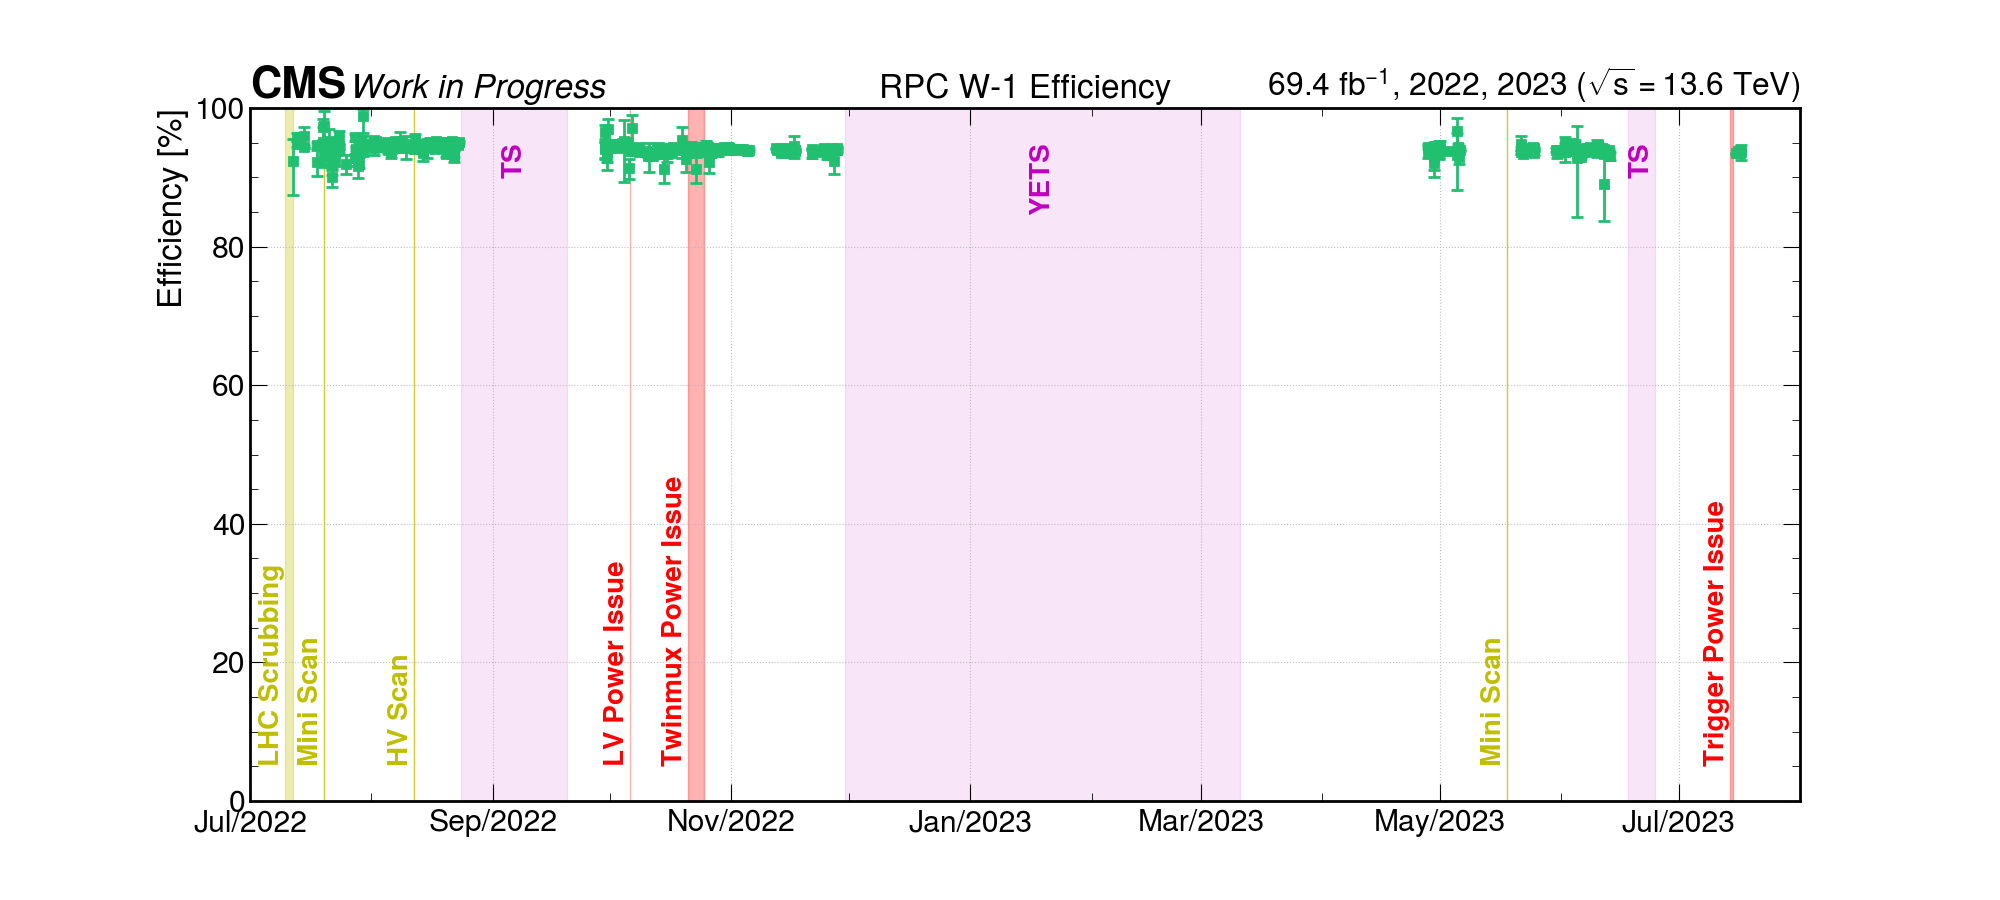 CMS Work in Progress RPC W-1 Efficiency 69.4 fb⁻¹, 2022, 2023 (√s = 13.6 TeV)
Efficiency [%]
100
80
60
40
20
0
LHC Scrubbing
Mini Scan
HV Scan
TS
LV Power Issue
Twinmux Power Issue
YETS
Mini Scan
TS
Trigger Power Issue
Jul/2022 Sep/2022 Nov/2022 Jan/2023 Mar/2023 May/2023 Jul/2023